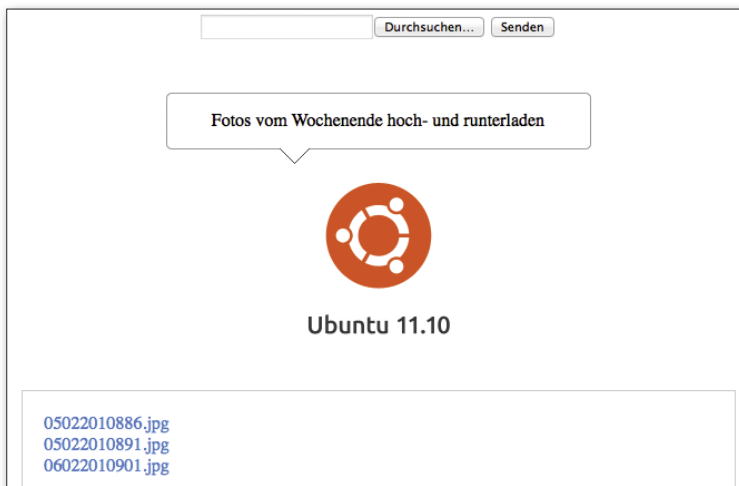 Durchsuchen... Senden
Fotos vom Wochenende hoch- und runterladen
Ubuntu 11.10
05022010886.jpg
05022010891.jpg
06022010901.jpg